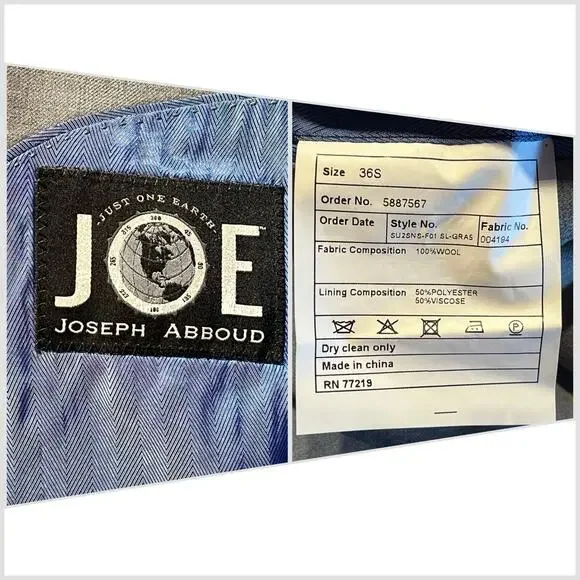 -JUST ONE EARTH-
JOE™
JOSEPH ABBOUD
Size 36S
Order No. 5887567
Order Date Style No. Fabric No.
SU2SNS-F01 SL-GRA5 004194
Fabric Composition 100%WOOL
Lining Composition 50%POLYESTER
50%VISCOSE
Dry clean only
Made in china
RN 77219